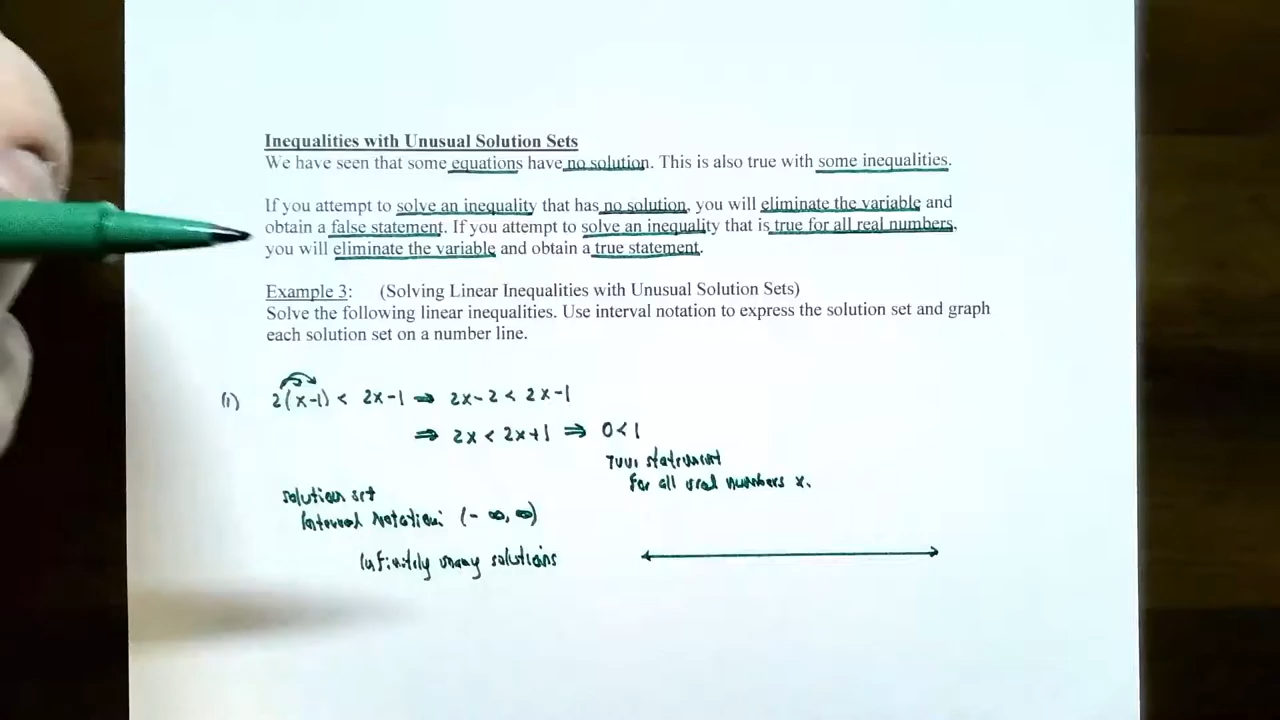 Inequalities with Unusual Solution Sets
We have seen that some equations have no solution. This is also true with some inequalities.
If you attempt to solve an inequality that has no solution, you will eliminate the variable and
obtain a false statement. If you attempt to solve an inequality that is true for all real numbers,
you will eliminate the variable and obtain a true statement.
Example 3: (Solving Linear Inequalities with Unusual Solution Sets)
Solve the following linear inequalities. Use interval notation to express the solution set and graph
each solution set on a number line.
(1) 2(x-1) < 2x-1 ⇒ 2x-2 < 2x-1
⇒ 2x < 2x+1 ⇒ 0<1
True statement
for all real numbers x.
Solution set
Interval Notation: (-∞,∞)
Infinitely many solutions